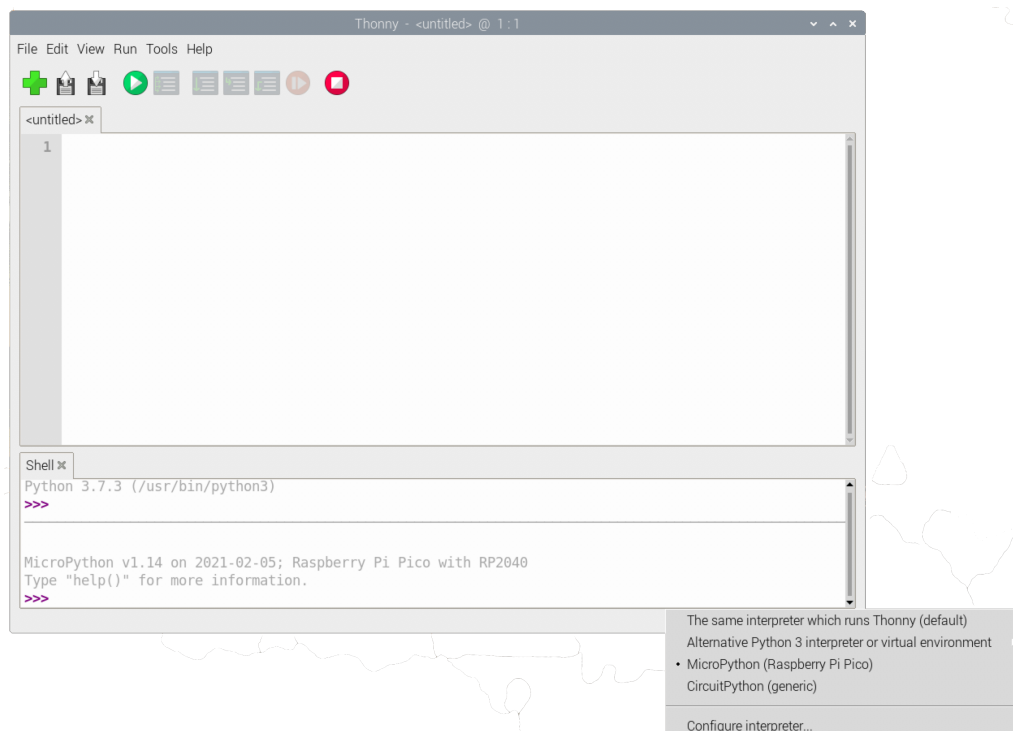 Thonny - <untitled> @ 1 : 1
File Edit View Run Tools Help
<untitled>
1
Shell
Python 3.7.3 (/usr/bin/python3)
>>>
MicroPython v1.14 on 2021-02-05; Raspberry Pi Pico with RP2040
Type "help()" for more information.
>>>
The same interpreter which runs Thonny (default)
Alternative Python 3 interpreter or virtual environment
• MicroPython (Raspberry Pi Pico)
CircuitPython (generic)
Configure interpreter...